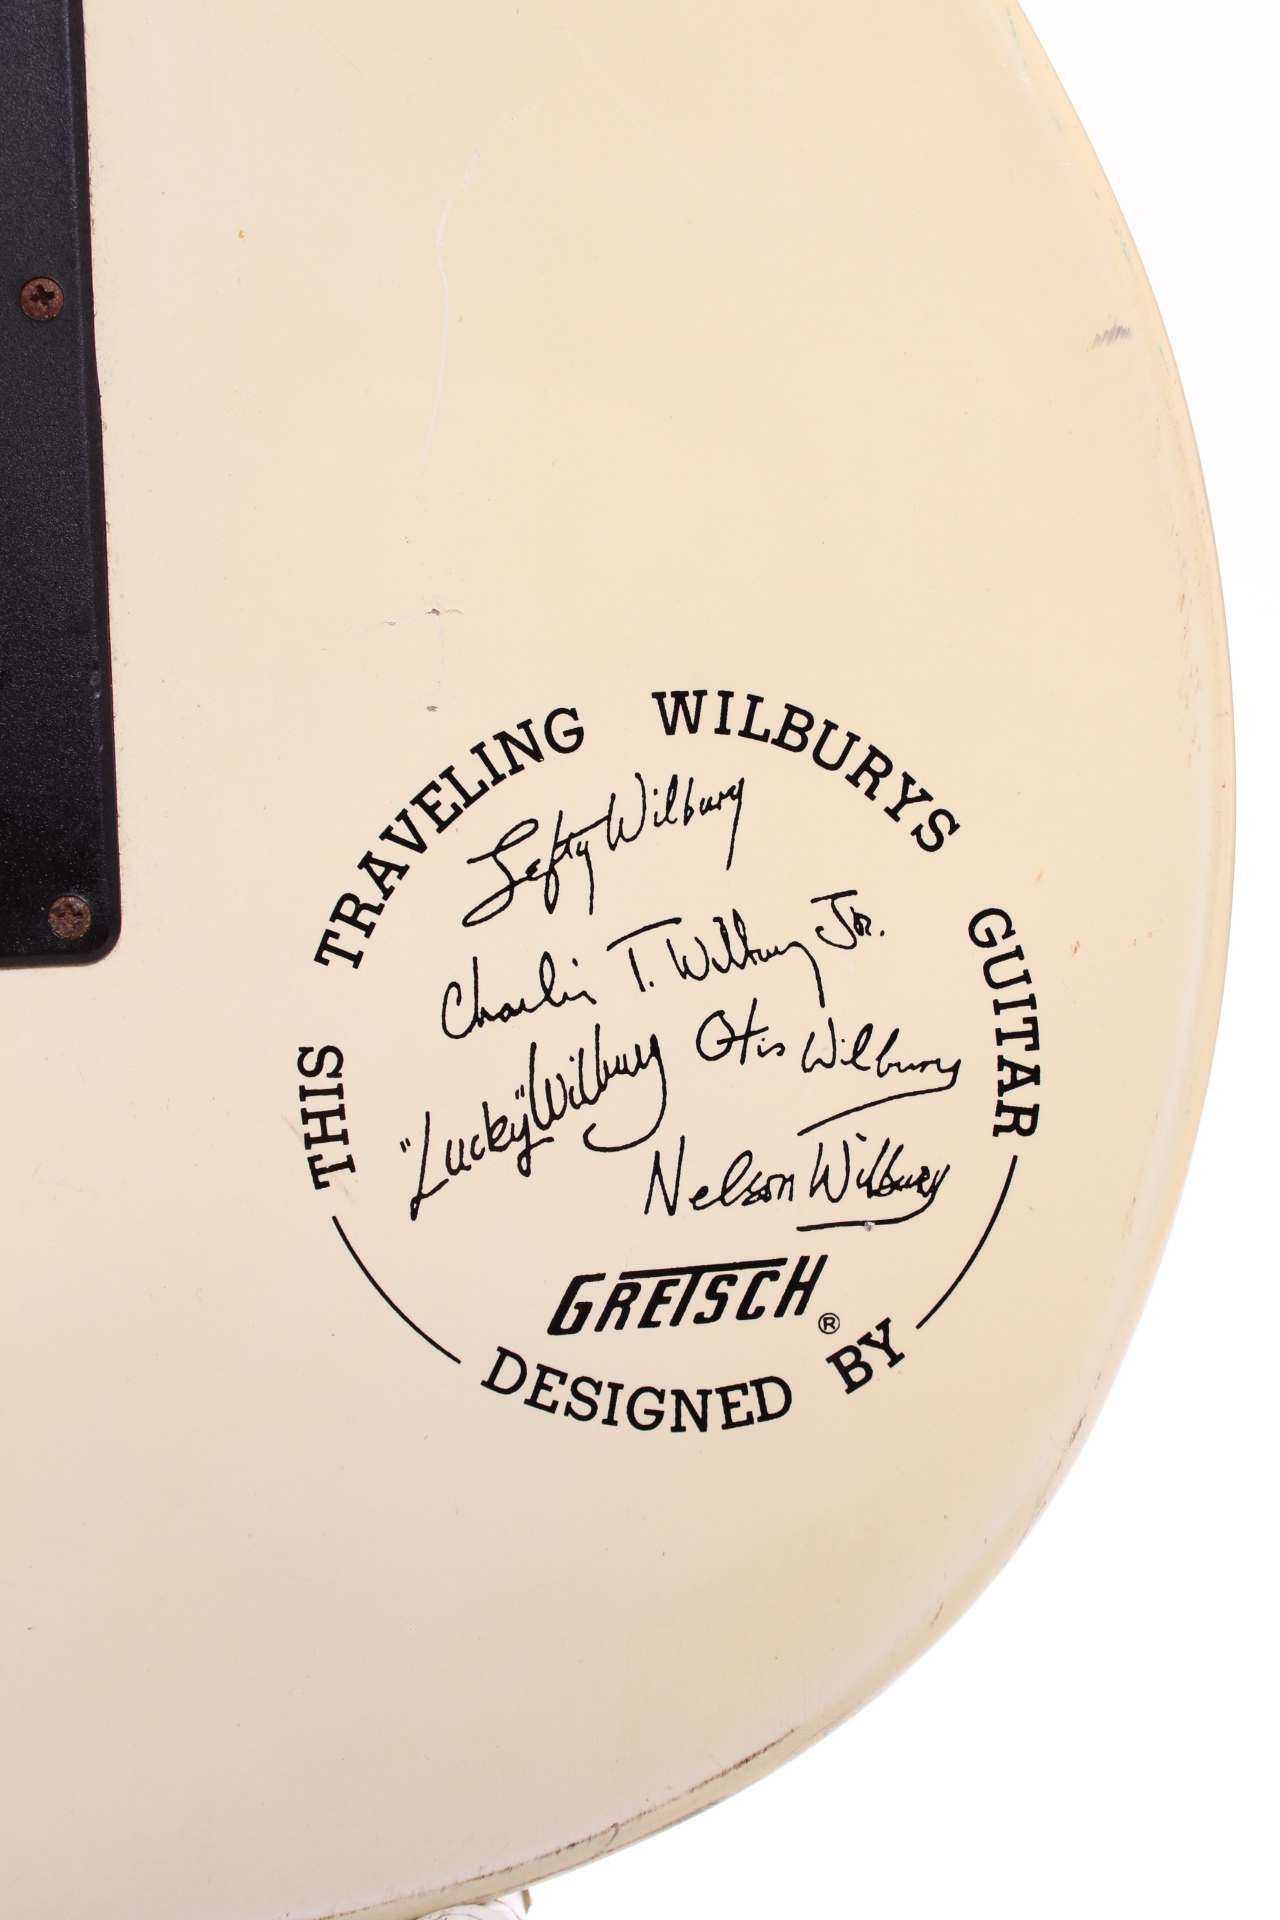 THIS TRAVELING WILBURYS GUITAR
Lefty Wilbury
Charlie T. Wilbury Jr.
"Lucky" Wilbury
Otis Wilbury
Nelson Wilbury
GRETSCH®
DESIGNED BY